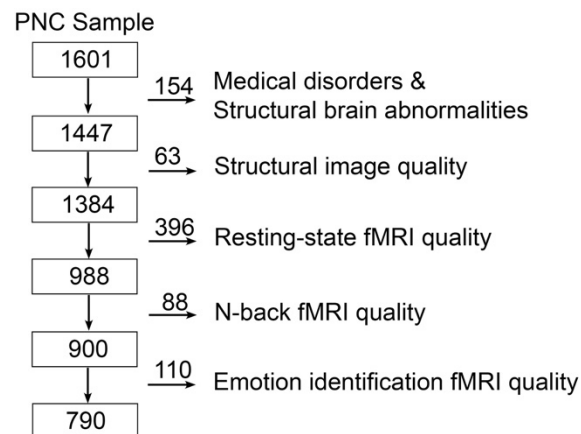 PNC Sample
1601
154
Medical disorders &
Structural brain abnormalities
1447
63
Structural image quality
1384
396
Resting-state fMRI quality
988
88
N-back fMRI quality
900
110
Emotion identification fMRI quality
790